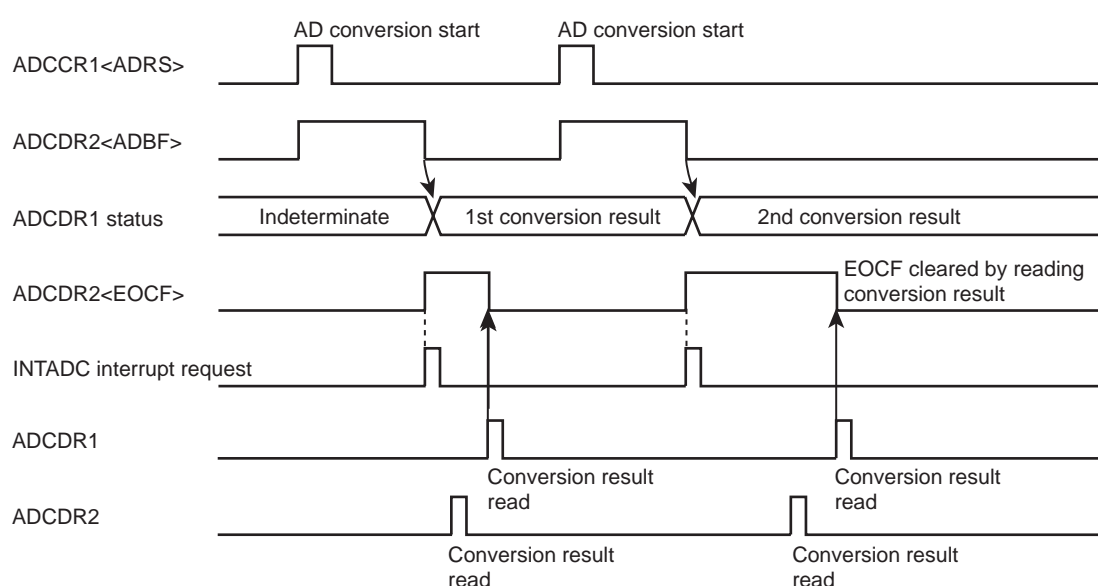 AD conversion start
AD conversion start
ADCCR1<ADRS>
ADCDR2<ADBF>
ADCDR1 status
Indeterminate
1st conversion result
2nd conversion result
ADCDR2<EOCF>
EOCF cleared by reading
conversion result
INTADC interrupt request
ADCDR1
Conversion result
read
Conversion result
read
ADCDR2
Conversion result
read
Conversion result
read